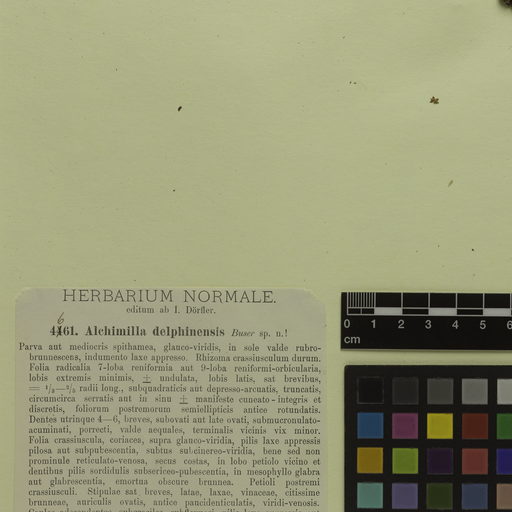 HERBARIUM NORMALE.
editum ab I. Dörfler.
6
4461. Alchimilla delphinensis Buser sp. n.!
Parva aut mediocris spithamea, glauco-viridis, in sole valde rubro-
brunnescens, indumento laxe appresso. Rhizoma crassiusculum durum.
Folia radicalia 7-loba reniformia aut 9-loba reniformi-orbicularia,
lobis extremis minimis, ± undulata, lobis latis, sat brevibus,
= 1/3—2/5 radii long., subquadraticis aut depresso-arcuatis, truncatis,
circumcirca serratis aut in sinu ± manifeste cuneato-integris et
discretis, foliorum postremorum semiellipticis antice rotundatis.
Dentes utrinque 4—6, breves, subovati aut late ovati, submucronulato-
acuminati, porrecti, valde aequales, terminalis vicinis vix minor.
Folia crassiuscula, coriacea, supra glauco-viridia, pilis laxe appressis
pilosa aut subpubescentia, subtus subcinereo-viridia, bene sed non
prominule reticulato-venosa, secus costas, in lobo petiolo vicino et
dentibus pilis sordidulis subsericeo-pubescentia, in mesophyllo glabra
aut glabrescentia, emortua obscure brunnea. Petioli postremi
crassiusculi. Stipulae sat breves, latae, laxae, vinaceae, citissime
brunneae, auriculis ovatis, antice paucidenticulatis, viridi-venosis.
cm 0 1 2 3 4 5 6